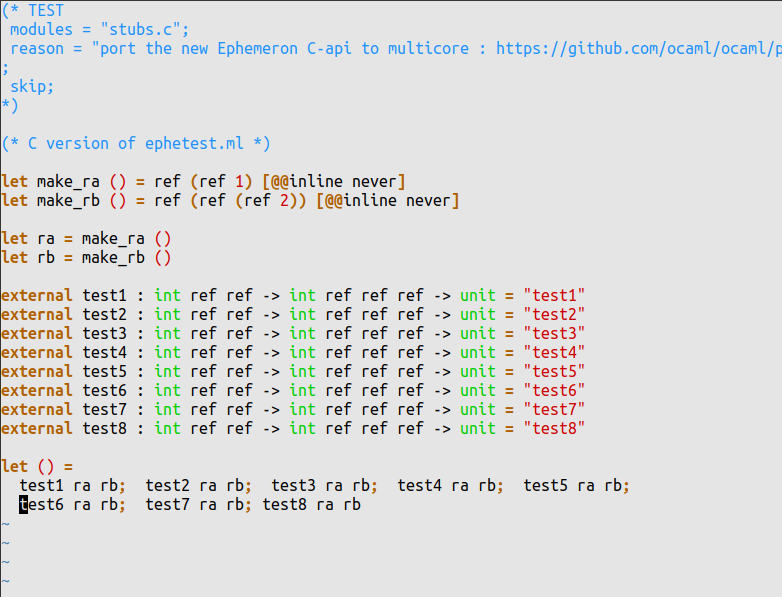 (* TEST
 modules = "stubs.c";
 reason = "port the new Ephemeron C-api to multicore : https://github.com/ocaml/ocaml/p
;
 skip;
*)

(* C version of ephetest.ml *)

let make_ra () = ref (ref 1) [@@inline never]
let make_rb () = ref (ref (ref 2)) [@@inline never]

let ra = make_ra ()
let rb = make_rb ()

external test1 : int ref ref -> int ref ref ref -> unit = "test1"
external test2 : int ref ref -> int ref ref ref -> unit = "test2"
external test3 : int ref ref -> int ref ref ref -> unit = "test3"
external test4 : int ref ref -> int ref ref ref -> unit = "test4"
external test5 : int ref ref -> int ref ref ref -> unit = "test5"
external test6 : int ref ref -> int ref ref ref -> unit = "test6"
external test7 : int ref ref -> int ref ref ref -> unit = "test7"
external test8 : int ref ref -> int ref ref ref -> unit = "test8"

let () =
  test1 ra rb;  test2 ra rb;  test3 ra rb;  test4 ra rb;  test5 ra rb;
  test6 ra rb;  test7 ra rb; test8 ra rb
~
~
~
~